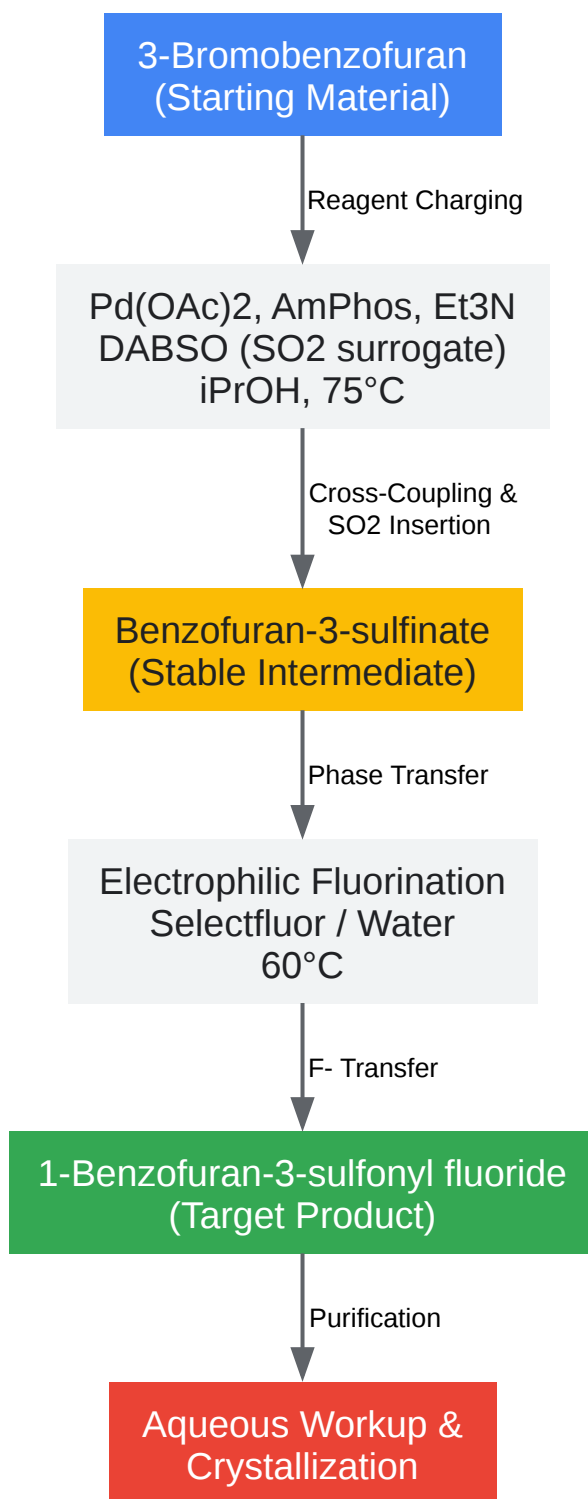 3-Bromobenzofuran
(Starting Material)
Reagent Charging
Pd(OAc)2, AmPhos, Et3N
DABSO (SO2 surrogate)
iPrOH, 75°C
Cross-Coupling &
SO2 Insertion
Benzofuran-3-sulfinate
(Stable Intermediate)
Phase Transfer
Electrophilic Fluorination
Selectfluor / Water
60°C
F- Transfer
1-Benzofuran-3-sulfonyl fluoride
(Target Product)
Purification
Aqueous Workup &
Crystallization